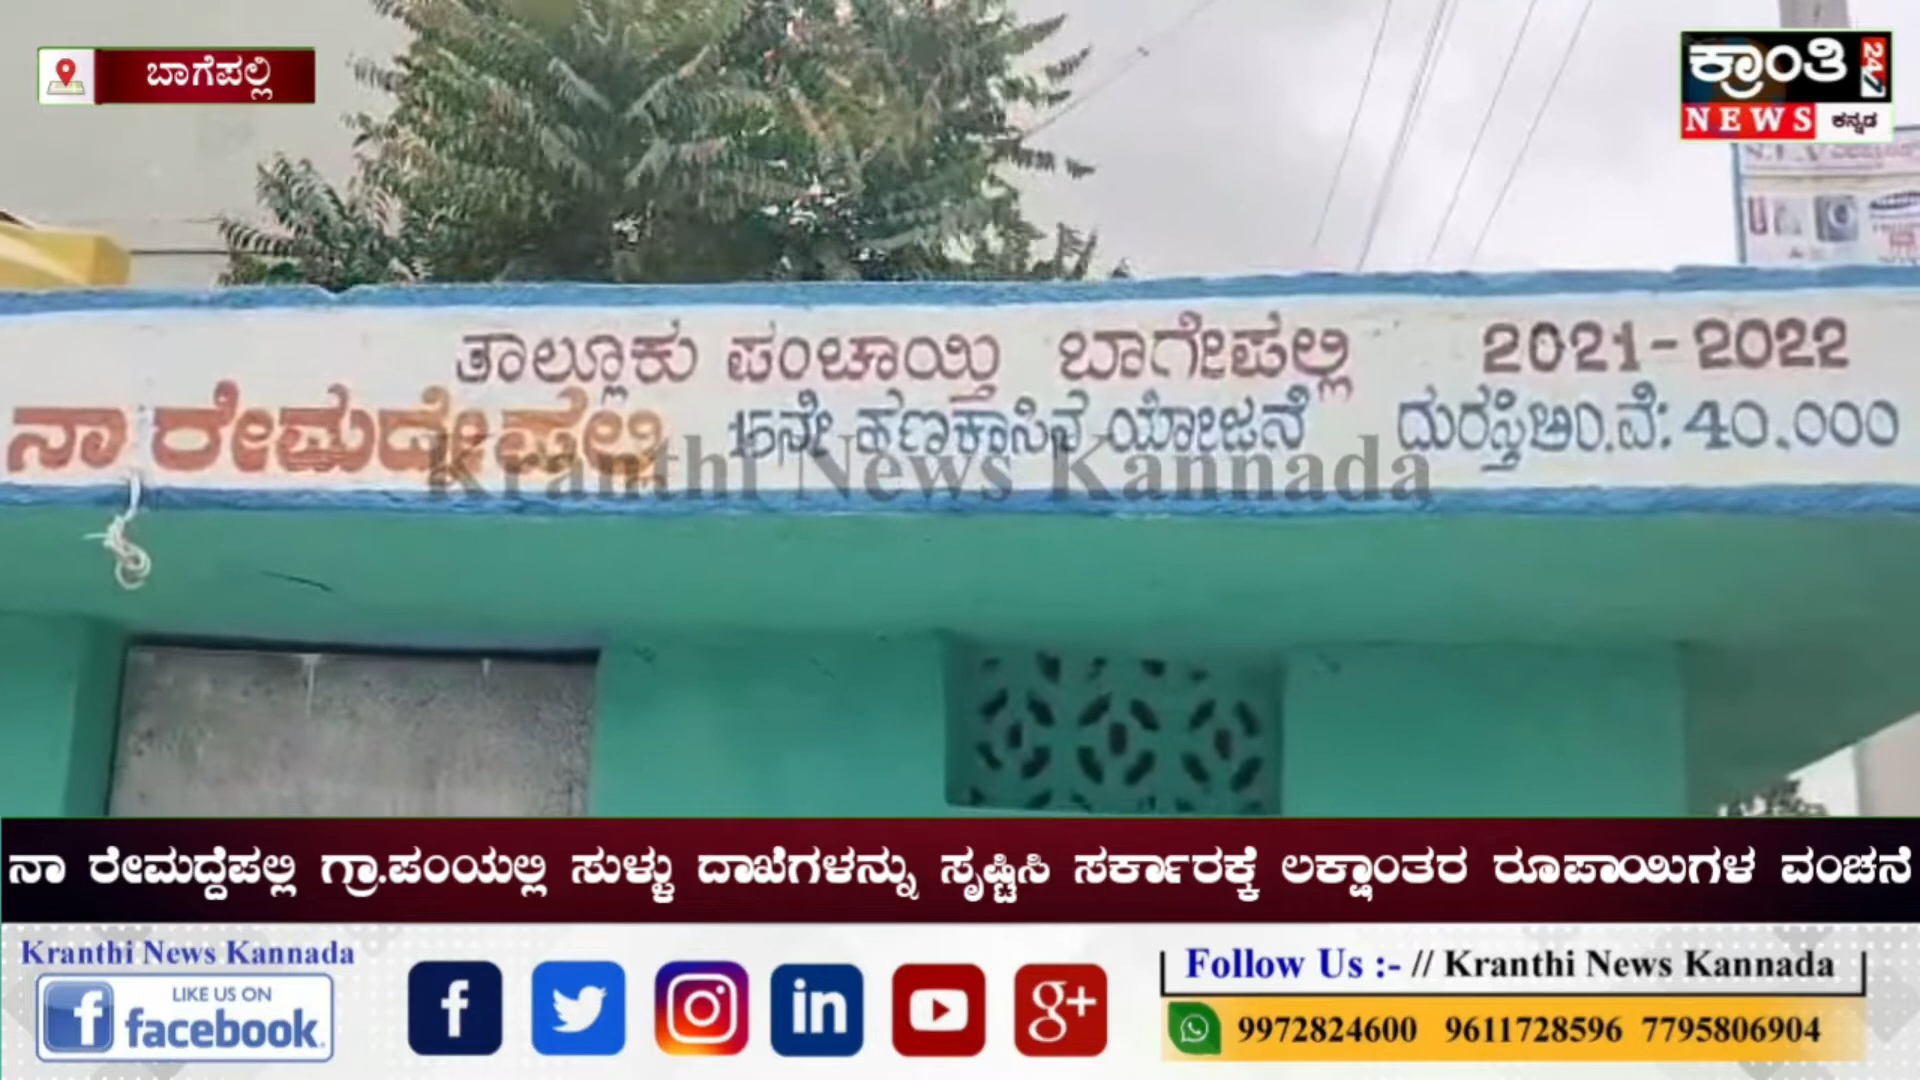 ಬಾಗೆಪಲ್ಲಿ
ಕ್ರಾಂತಿ 24/7
NEWS ಕನ್ನಡ
ತಾಲ್ಲೂಕು ಪಂಚಾಯ್ತಿ ಬಾಗೇಪಲ್ಲಿ 2021-2022
ನಾ ರೇಮದ್ದೇಪಲ್ಲಿ 15ನೇ ಹಣಕಾಸಿನ ಯೋಜನೆ ದುರಸ್ತಿ ಅಂ.ವೆ: 40,000
Kranthi News Kannada
ನಾ ರೇಮದ್ದೆಪಲ್ಲಿ ಗ್ರಾ.ಪಂಯಲ್ಲಿ ಸುಳ್ಳು ದಾಖೆಗಳನ್ನು ಸೃಷ್ಟಿಸಿ ಸರ್ಕಾರಕ್ಕೆ ಲಕ್ಷಾಂತರ ರೂಪಾಯಿಗಳ ವಂಚನೆ
Kranthi News Kannada
LIKE US ON
facebook.
Follow Us :- // Kranthi News Kannada
9972824600 9611728596 7795806904